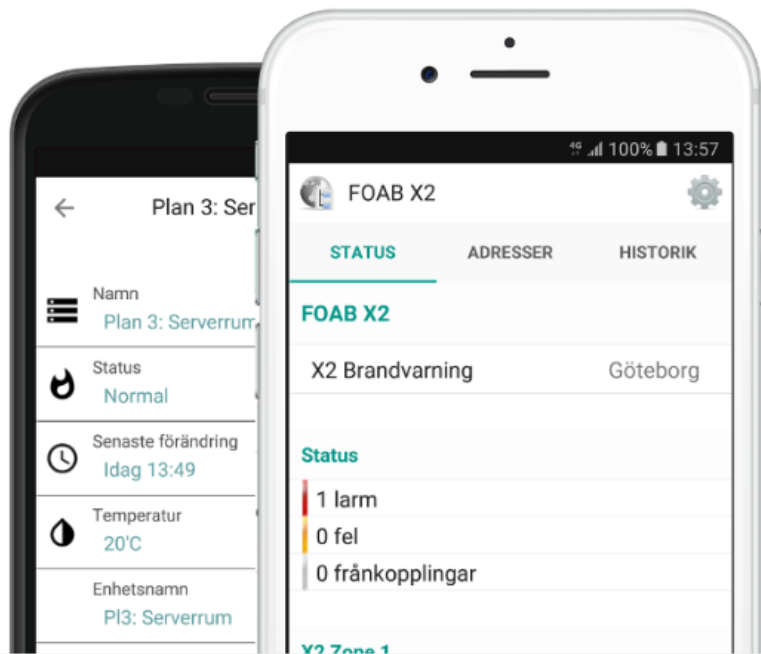 Plan 3: Ser
Namn
Plan 3: Serverrum
Status
Normal
Senaste förändring
Idag 13:49
Temperatur
20'C
Enhetsnamn
Pl3: Serverrum
4G 100% 13:57
FOAB X2
STATUS ADRESSER HISTORIK
FOAB X2
X2 Brandvarning Göteborg
Status
1 larm
0 fel
0 frånkopplingar
X2 Zone 1